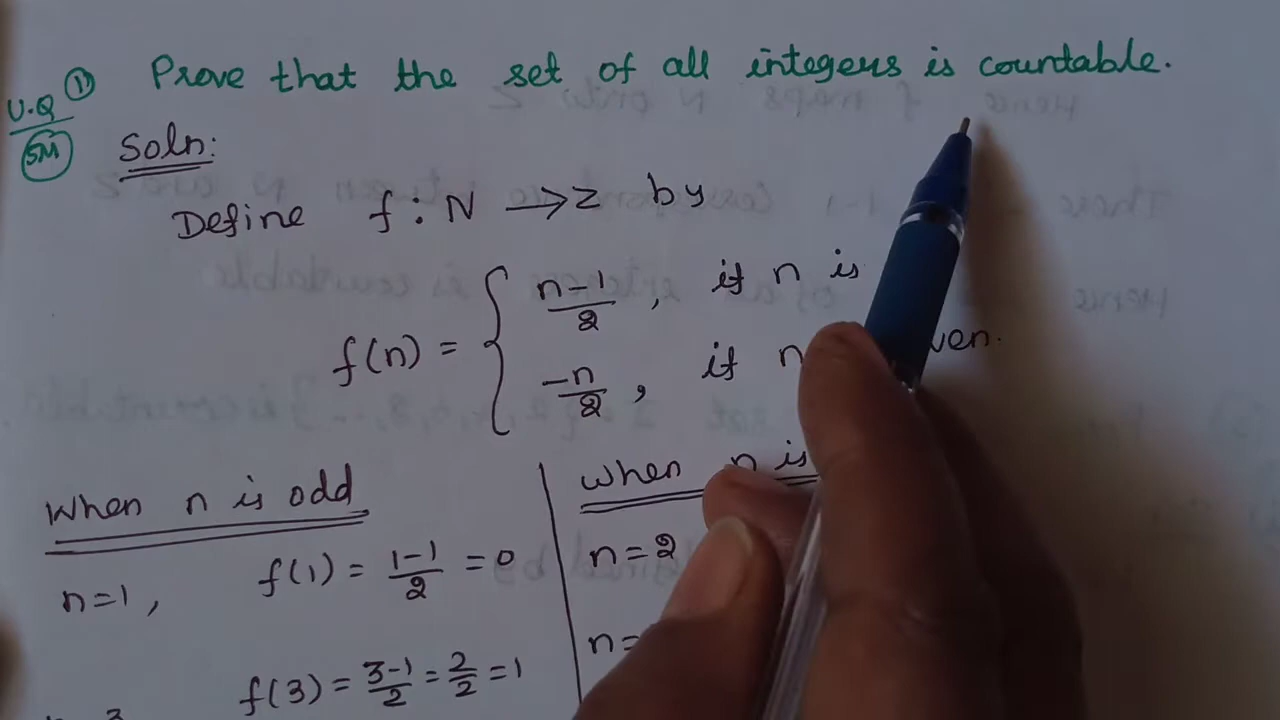 U.Q ① Prove that the set of all integers is countable.
5M
Soln:
Define f : N → Z by
f(n) = { n-1/2 , if n is
-n/2 , if n
When n is odd
n=1 , f(1) = 1-1/2 = 0
f(3) = 3-1/2 = 2/2 = 1
When n is
n=2
n=